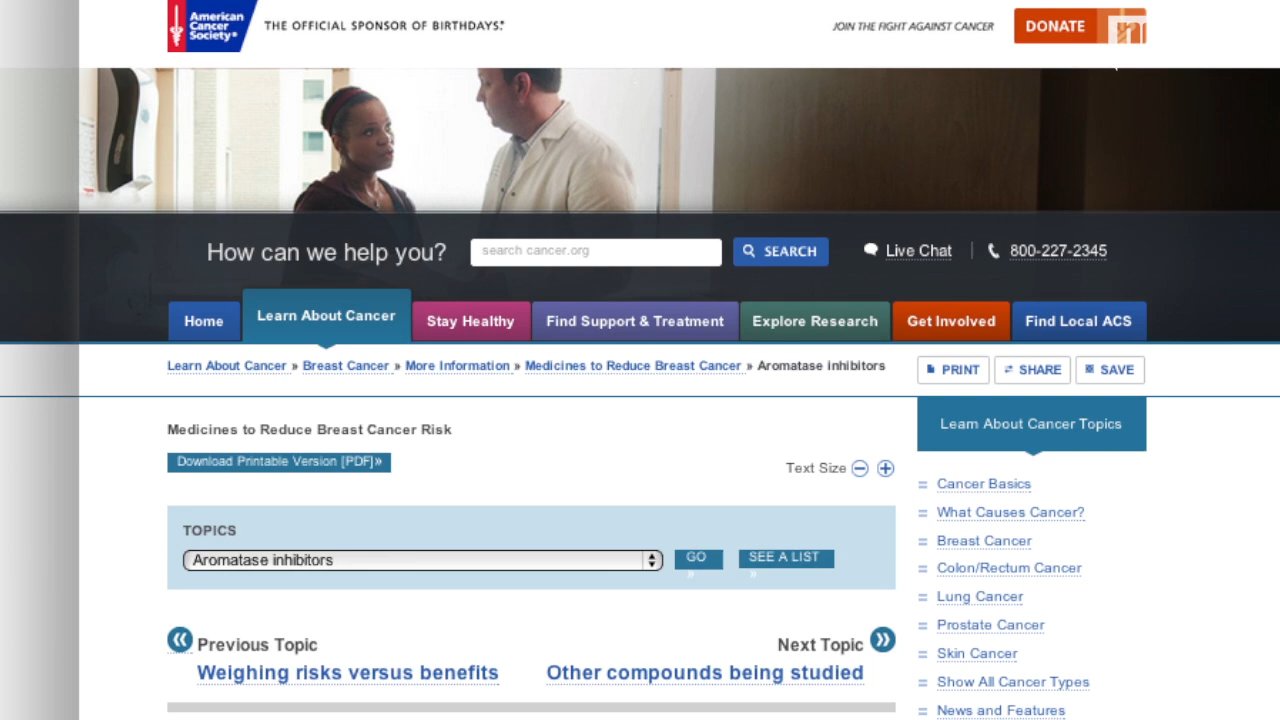 American
Cancer
Society®
THE OFFICIAL SPONSOR OF BIRTHDAYS.®
JOIN THE FIGHT AGAINST CANCER
DONATE
How can we help you?
search cancer.org
SEARCH
Live Chat
800-227-2345
Home
Learn About Cancer
Stay Healthy
Find Support & Treatment
Explore Research
Get Involved
Find Local ACS
Learn About Cancer » Breast Cancer » More Information » Medicines to Reduce Breast Cancer » Aromatase inhibitors
PRINT
SHARE
SAVE
Medicines to Reduce Breast Cancer Risk
Download Printable Version [PDF]»
Text Size
TOPICS
Aromatase inhibitors
GO
»
SEE A LIST
»
Previous Topic
Weighing risks versus benefits
Next Topic
Other compounds being studied
Learn About Cancer Topics
Cancer Basics
What Causes Cancer?
Breast Cancer
Colon/Rectum Cancer
Lung Cancer
Prostate Cancer
Skin Cancer
Show All Cancer Types
News and Features